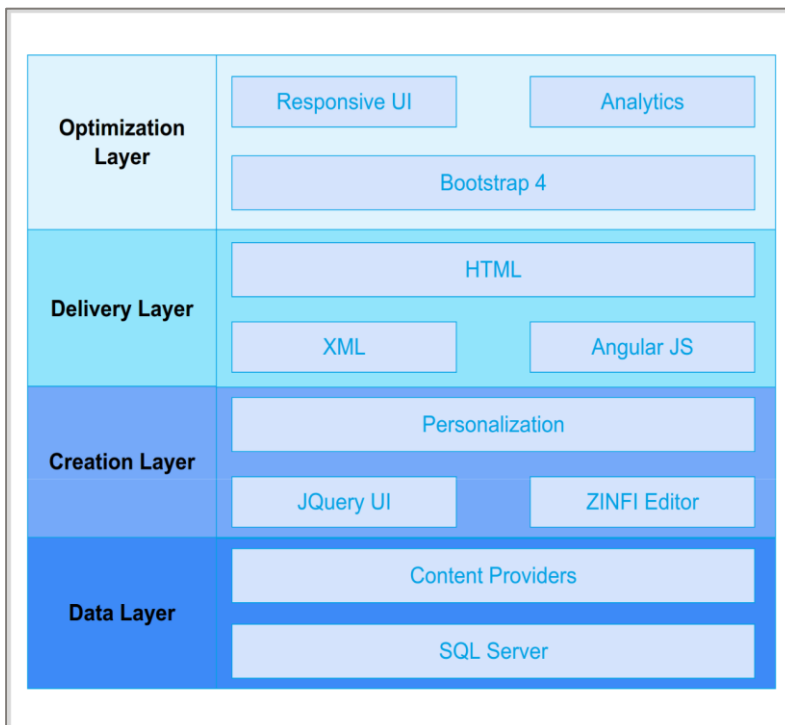 Optimization
Layer
Responsive UI
Analytics
Bootstrap 4
Delivery Layer
HTML
XML
Angular JS
Creation Layer
Personalization
JQuery UI
ZINFI Editor
Data Layer
Content Providers
SQL Server